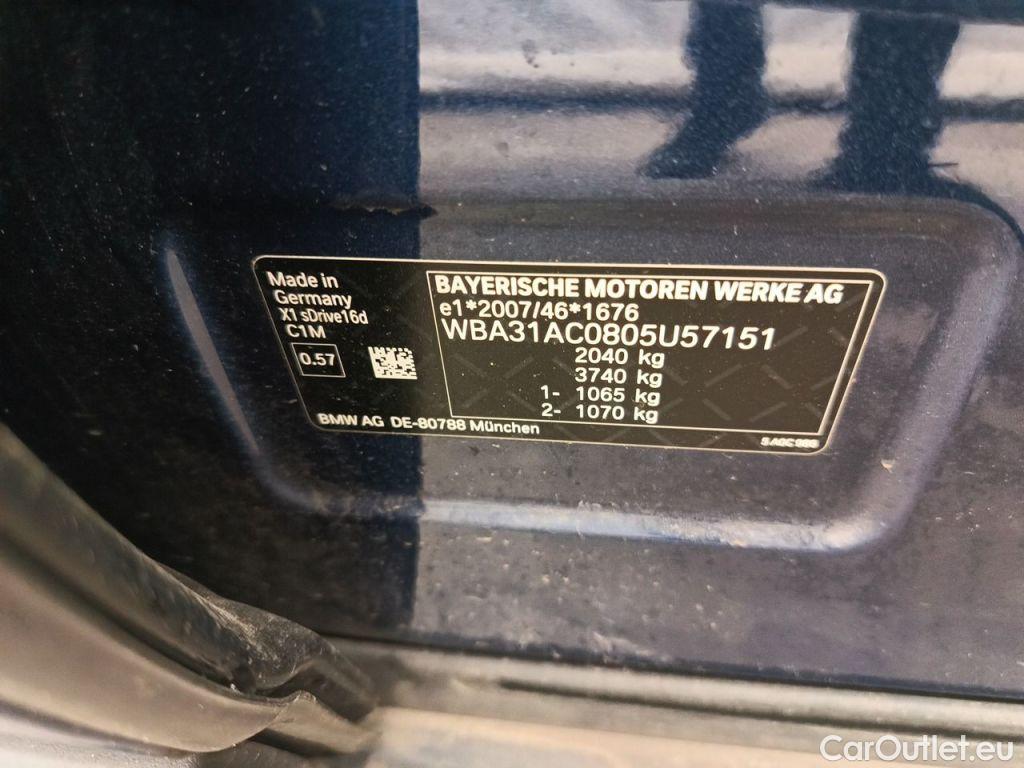 Made in
Germany
X1 sDrive16d
C1M
0.57
BAYERISCHE MOTOREN WERKE AG
e1*2007/46*1676
WBA31AC0805U57151
2040 kg
3740 kg
1- 1065 kg
2- 1070 kg
BMW AG DE-80788 München
CarOutlet.eu